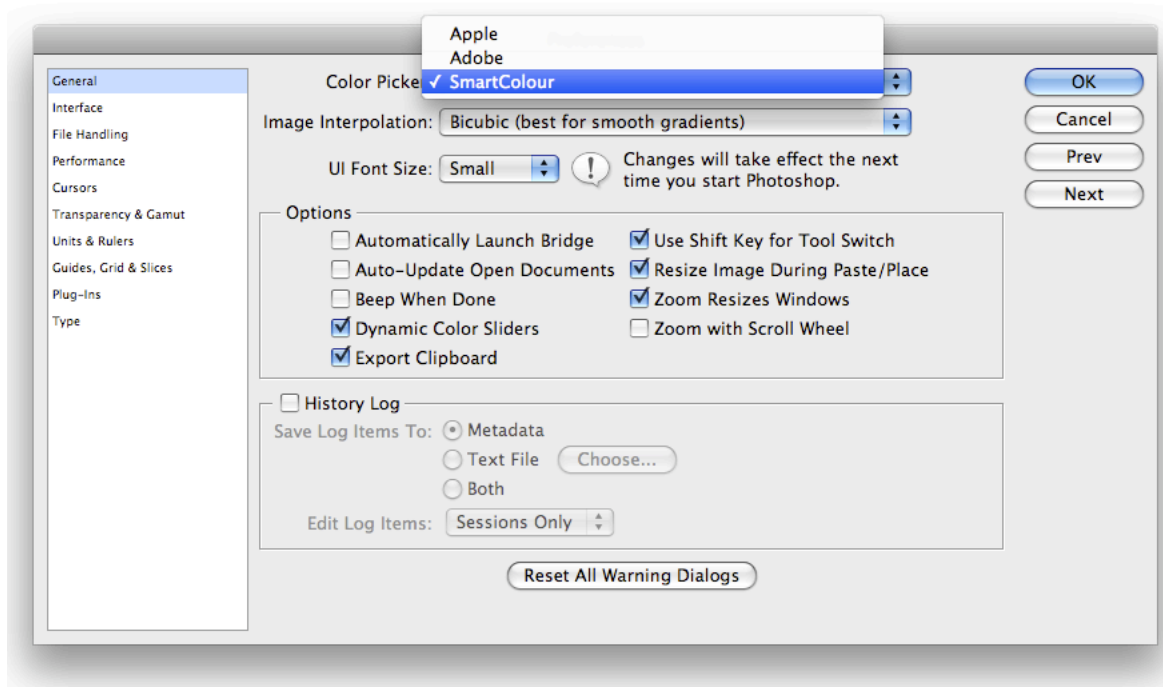 Apple
Adobe
✓ SmartColour
General
Interface
File Handling
Performance
Cursors
Transparency & Gamut
Units & Rulers
Guides, Grid & Slices
Plug-Ins
Type
Color Picke
Image Interpolation: Bicubic (best for smooth gradients)
UI Font Size: Small
Changes will take effect the next
time you start Photoshop.
Options
Automatically Launch Bridge
Auto-Update Open Documents
Beep When Done
Dynamic Color Sliders
Export Clipboard
Use Shift Key for Tool Switch
Resize Image During Paste/Place
Zoom Resizes Windows
Zoom with Scroll Wheel
History Log
Save Log Items To: Metadata
Text File Choose...
Both
Edit Log Items: Sessions Only
Reset All Warning Dialogs
OK
Cancel
Prev
Next